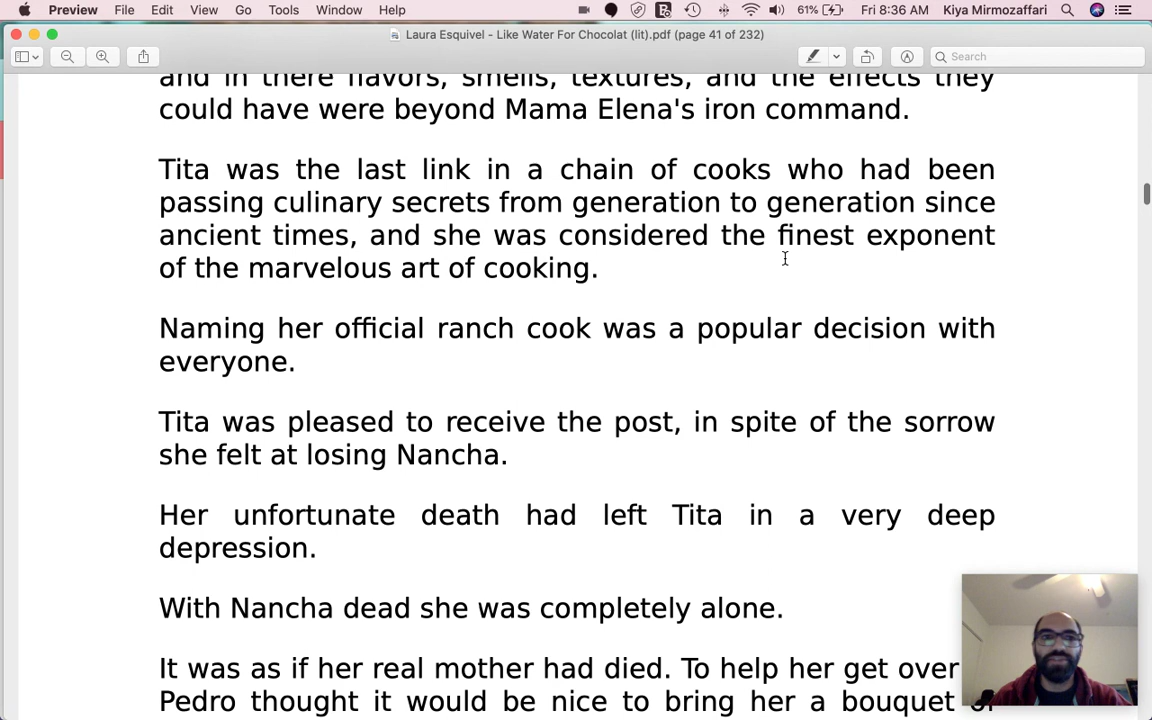 Preview File Edit View Go Tools Window Help 61% Fri 8:36 AM Kiya Mirmozaffari
Laura Esquivel - Like Water For Chocolat (lit).pdf (page 41 of 232)
Search
and in there flavors, smells, textures, and the effects they
could have were beyond Mama Elena's iron command.
Tita was the last link in a chain of cooks who had been
passing culinary secrets from generation to generation since
ancient times, and she was considered the finest exponent
of the marvelous art of cooking.
Naming her official ranch cook was a popular decision with
everyone.
Tita was pleased to receive the post, in spite of the sorrow
she felt at losing Nancha.
Her unfortunate death had left Tita in a very deep
depression.
With Nancha dead she was completely alone.
It was as if her real mother had died. To help her get over
Pedro thought it would be nice to bring her a bouquet